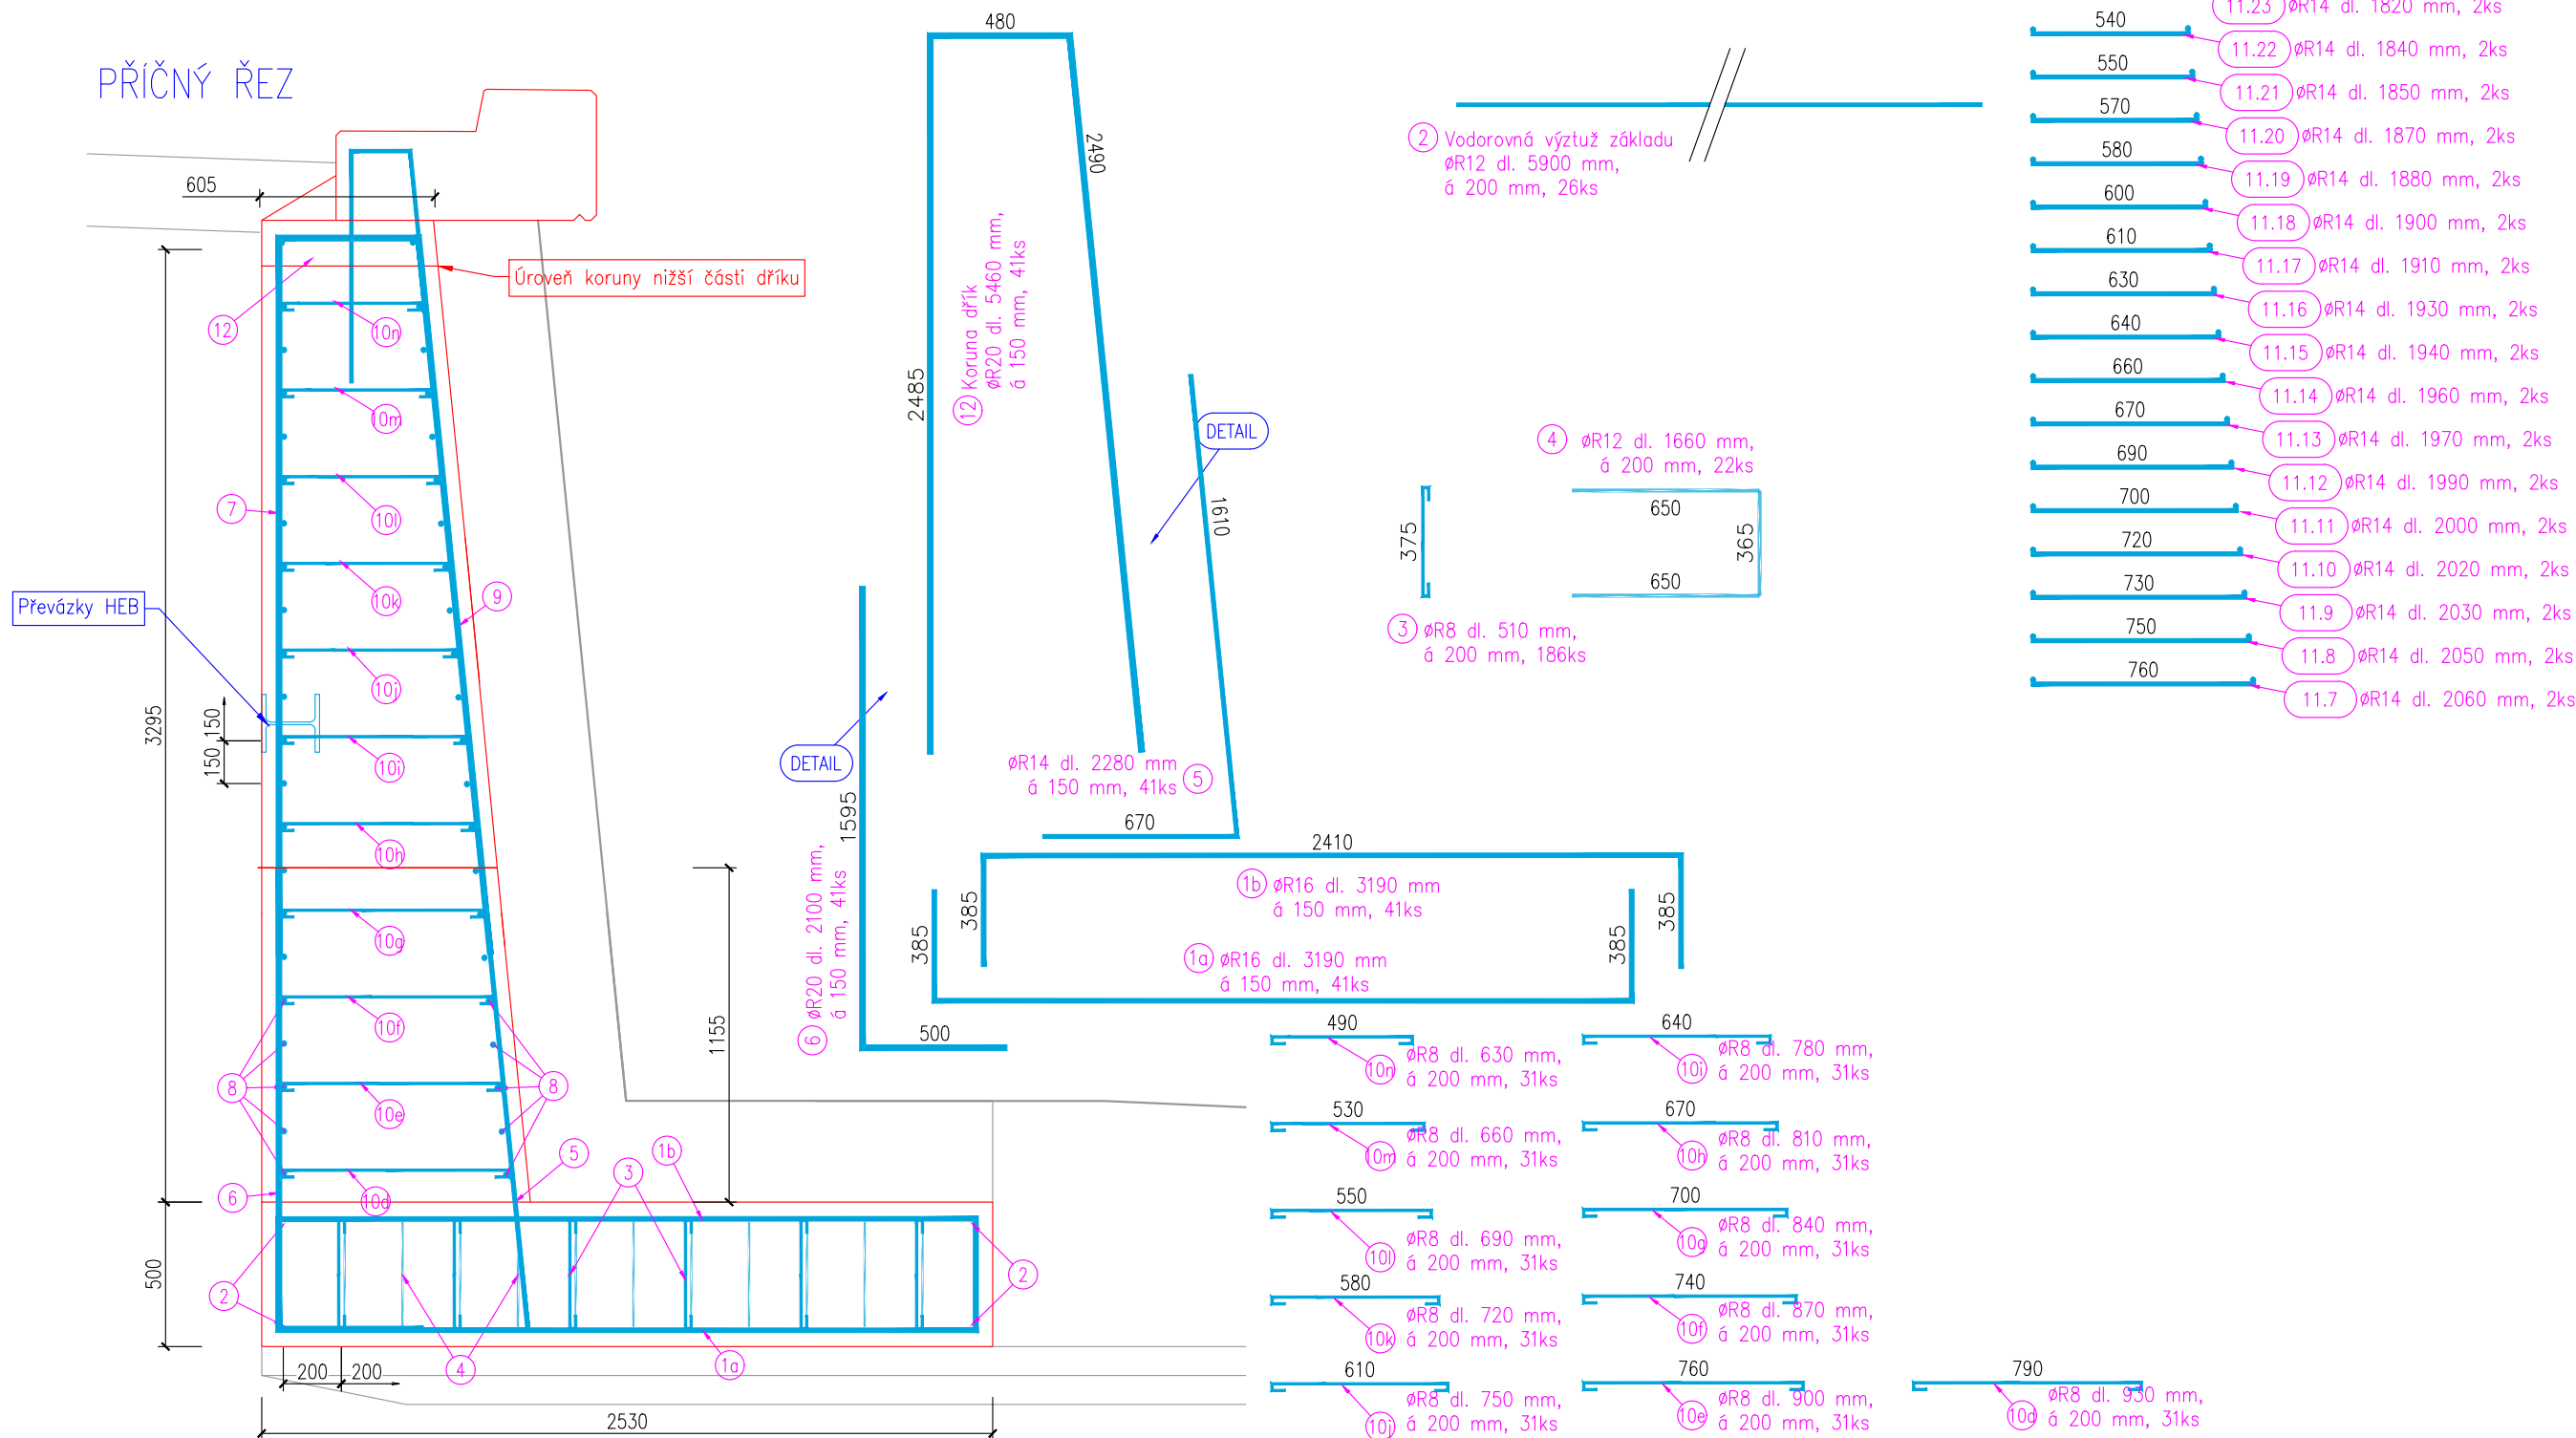 PŘÍČNÝ ŘEZ
605
Úroveň koruny nižší části dříku
12
10n
10m
10l
7
10k
9
Převázky HEB
10j
3295
150
150
10i
10h
10g
1155
10f
8
8
10e
5
3
1b
6
10d
500
2
2
4
1a
200
200
2530
480
2490
2485
12 Koruna dřík
øR20 dl. 5460 mm,
á 150 mm, 41ks
DETAIL
1610
DETAIL
øR14 dl. 2280 mm
á 150 mm, 41ks 5
670
1595
6 øR20 dl. 2100 mm,
á 150 mm, 41ks
500
2410
1b øR16 dl. 3190 mm
á 150 mm, 41ks
385
385
1a øR16 dl. 3190 mm
á 150 mm, 41ks
385
385
2 Vodorovná výztuž základu
øR12 dl. 5900 mm,
á 200 mm, 26ks
4 øR12 dl. 1660 mm,
á 200 mm, 22ks
650
365
650
375
3 øR8 dl. 510 mm,
á 200 mm, 186ks
490
10n øR8 dl. 630 mm,
á 200 mm, 31ks
530
10m øR8 dl. 660 mm,
á 200 mm, 31ks
550
10l øR8 dl. 690 mm,
á 200 mm, 31ks
580
10k øR8 dl. 720 mm,
á 200 mm, 31ks
610
10j øR8 dl. 750 mm,
á 200 mm, 31ks
640
10i øR8 dl. 780 mm,
á 200 mm, 31ks
670
10h øR8 dl. 810 mm,
á 200 mm, 31ks
700
10g øR8 dl. 840 mm,
á 200 mm, 31ks
740
10f øR8 dl. 870 mm,
á 200 mm, 31ks
760
10e øR8 dl. 900 mm,
á 200 mm, 31ks
790
10d øR8 dl. 930 mm,
á 200 mm, 31ks
11.23 øR14 dl. 1820 mm, 2ks
540
11.22 øR14 dl. 1840 mm, 2ks
550
11.21 øR14 dl. 1850 mm, 2ks
570
11.20 øR14 dl. 1870 mm, 2ks
580
11.19 øR14 dl. 1880 mm, 2ks
600
11.18 øR14 dl. 1900 mm, 2ks
610
11.17 øR14 dl. 1910 mm, 2ks
630
11.16 øR14 dl. 1930 mm, 2ks
640
11.15 øR14 dl. 1940 mm, 2ks
660
11.14 øR14 dl. 1960 mm, 2ks
670
11.13 øR14 dl. 1970 mm, 2ks
690
11.12 øR14 dl. 1990 mm, 2ks
700
11.11 øR14 dl. 2000 mm, 2ks
720
11.10 øR14 dl. 2020 mm, 2ks
730
11.9 øR14 dl. 2030 mm, 2ks
750
11.8 øR14 dl. 2050 mm, 2ks
760
11.7 øR14 dl. 2060 mm, 2ks